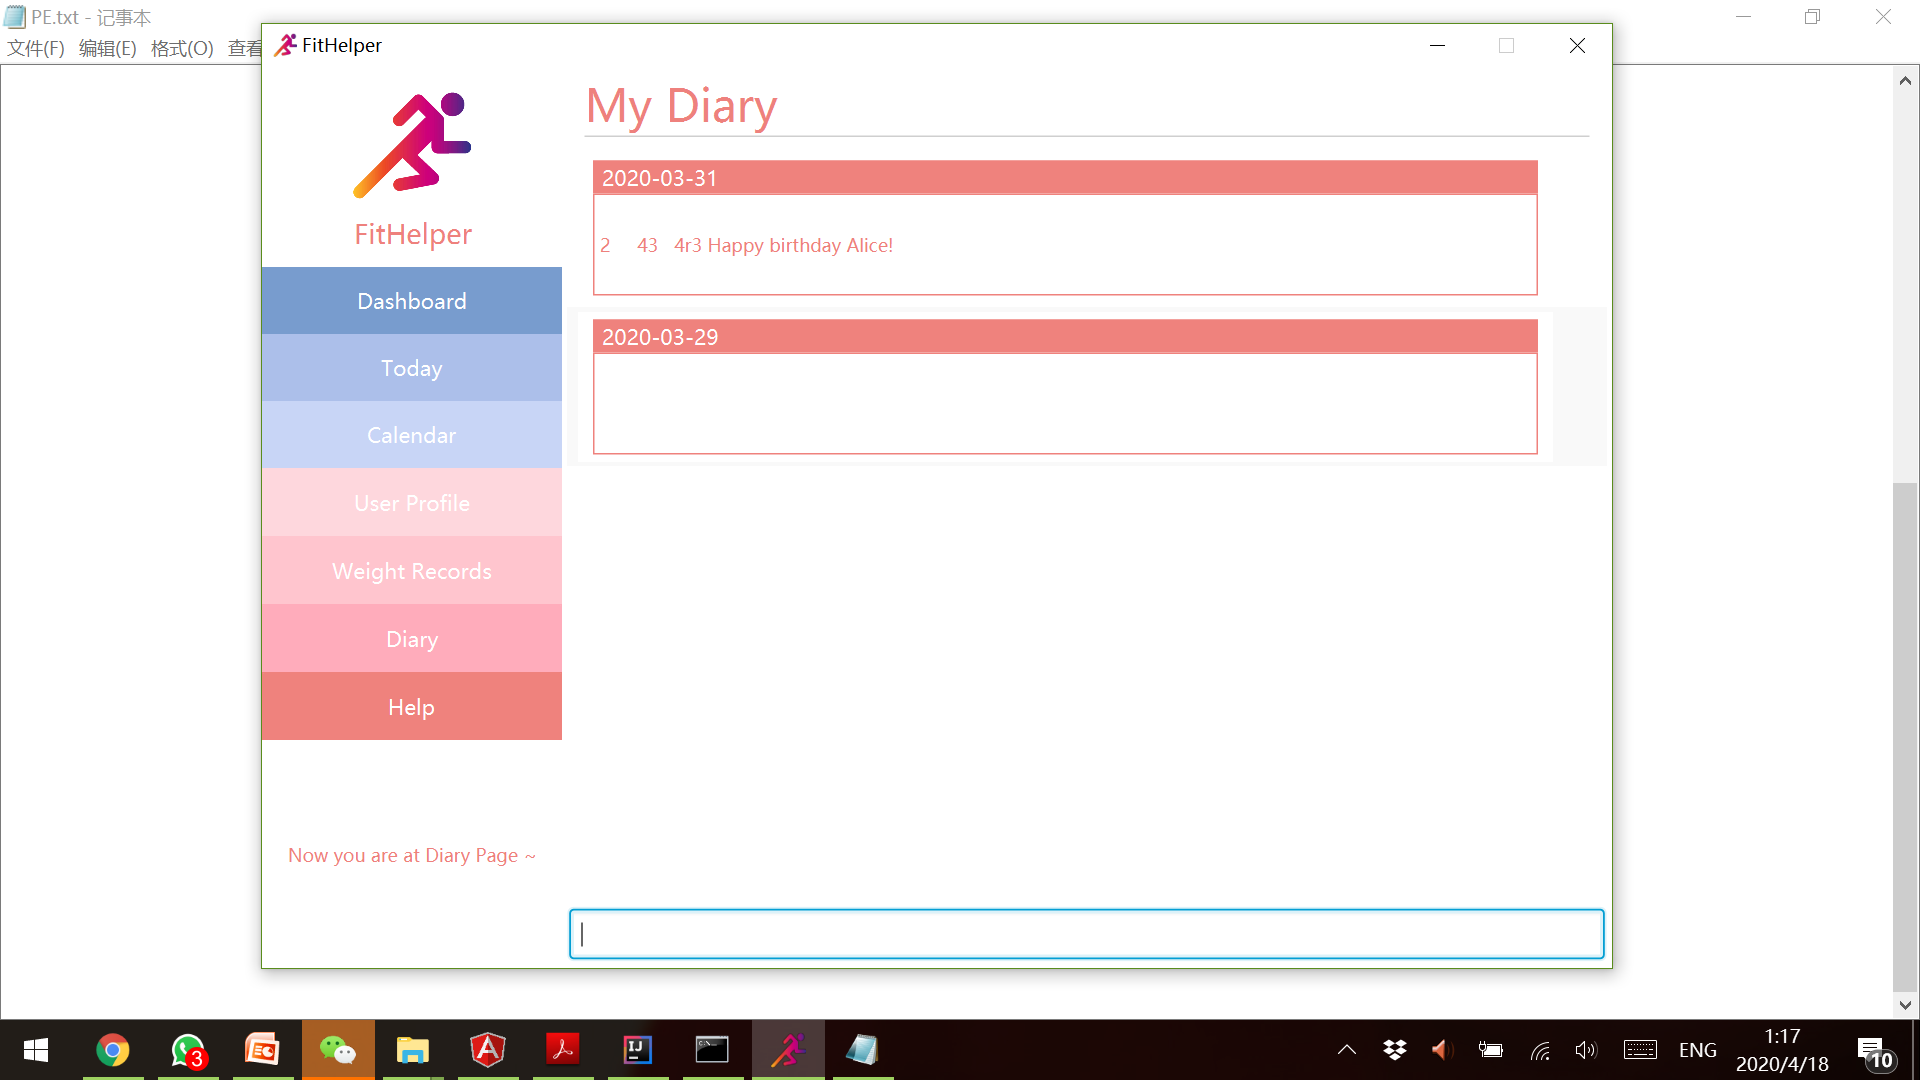 PE.txt - 记事本
文件(F) 编辑(E) 格式(O) 查看
FitHelper
FitHelper
Dashboard
Today
Calendar
User Profile
Weight Records
Diary
Help
Now you are at Diary Page ~
My Diary
2020-03-31
2 43 4r3 Happy birthday Alice!
2020-03-29
3
ENG
1:17
2020/4/18
10